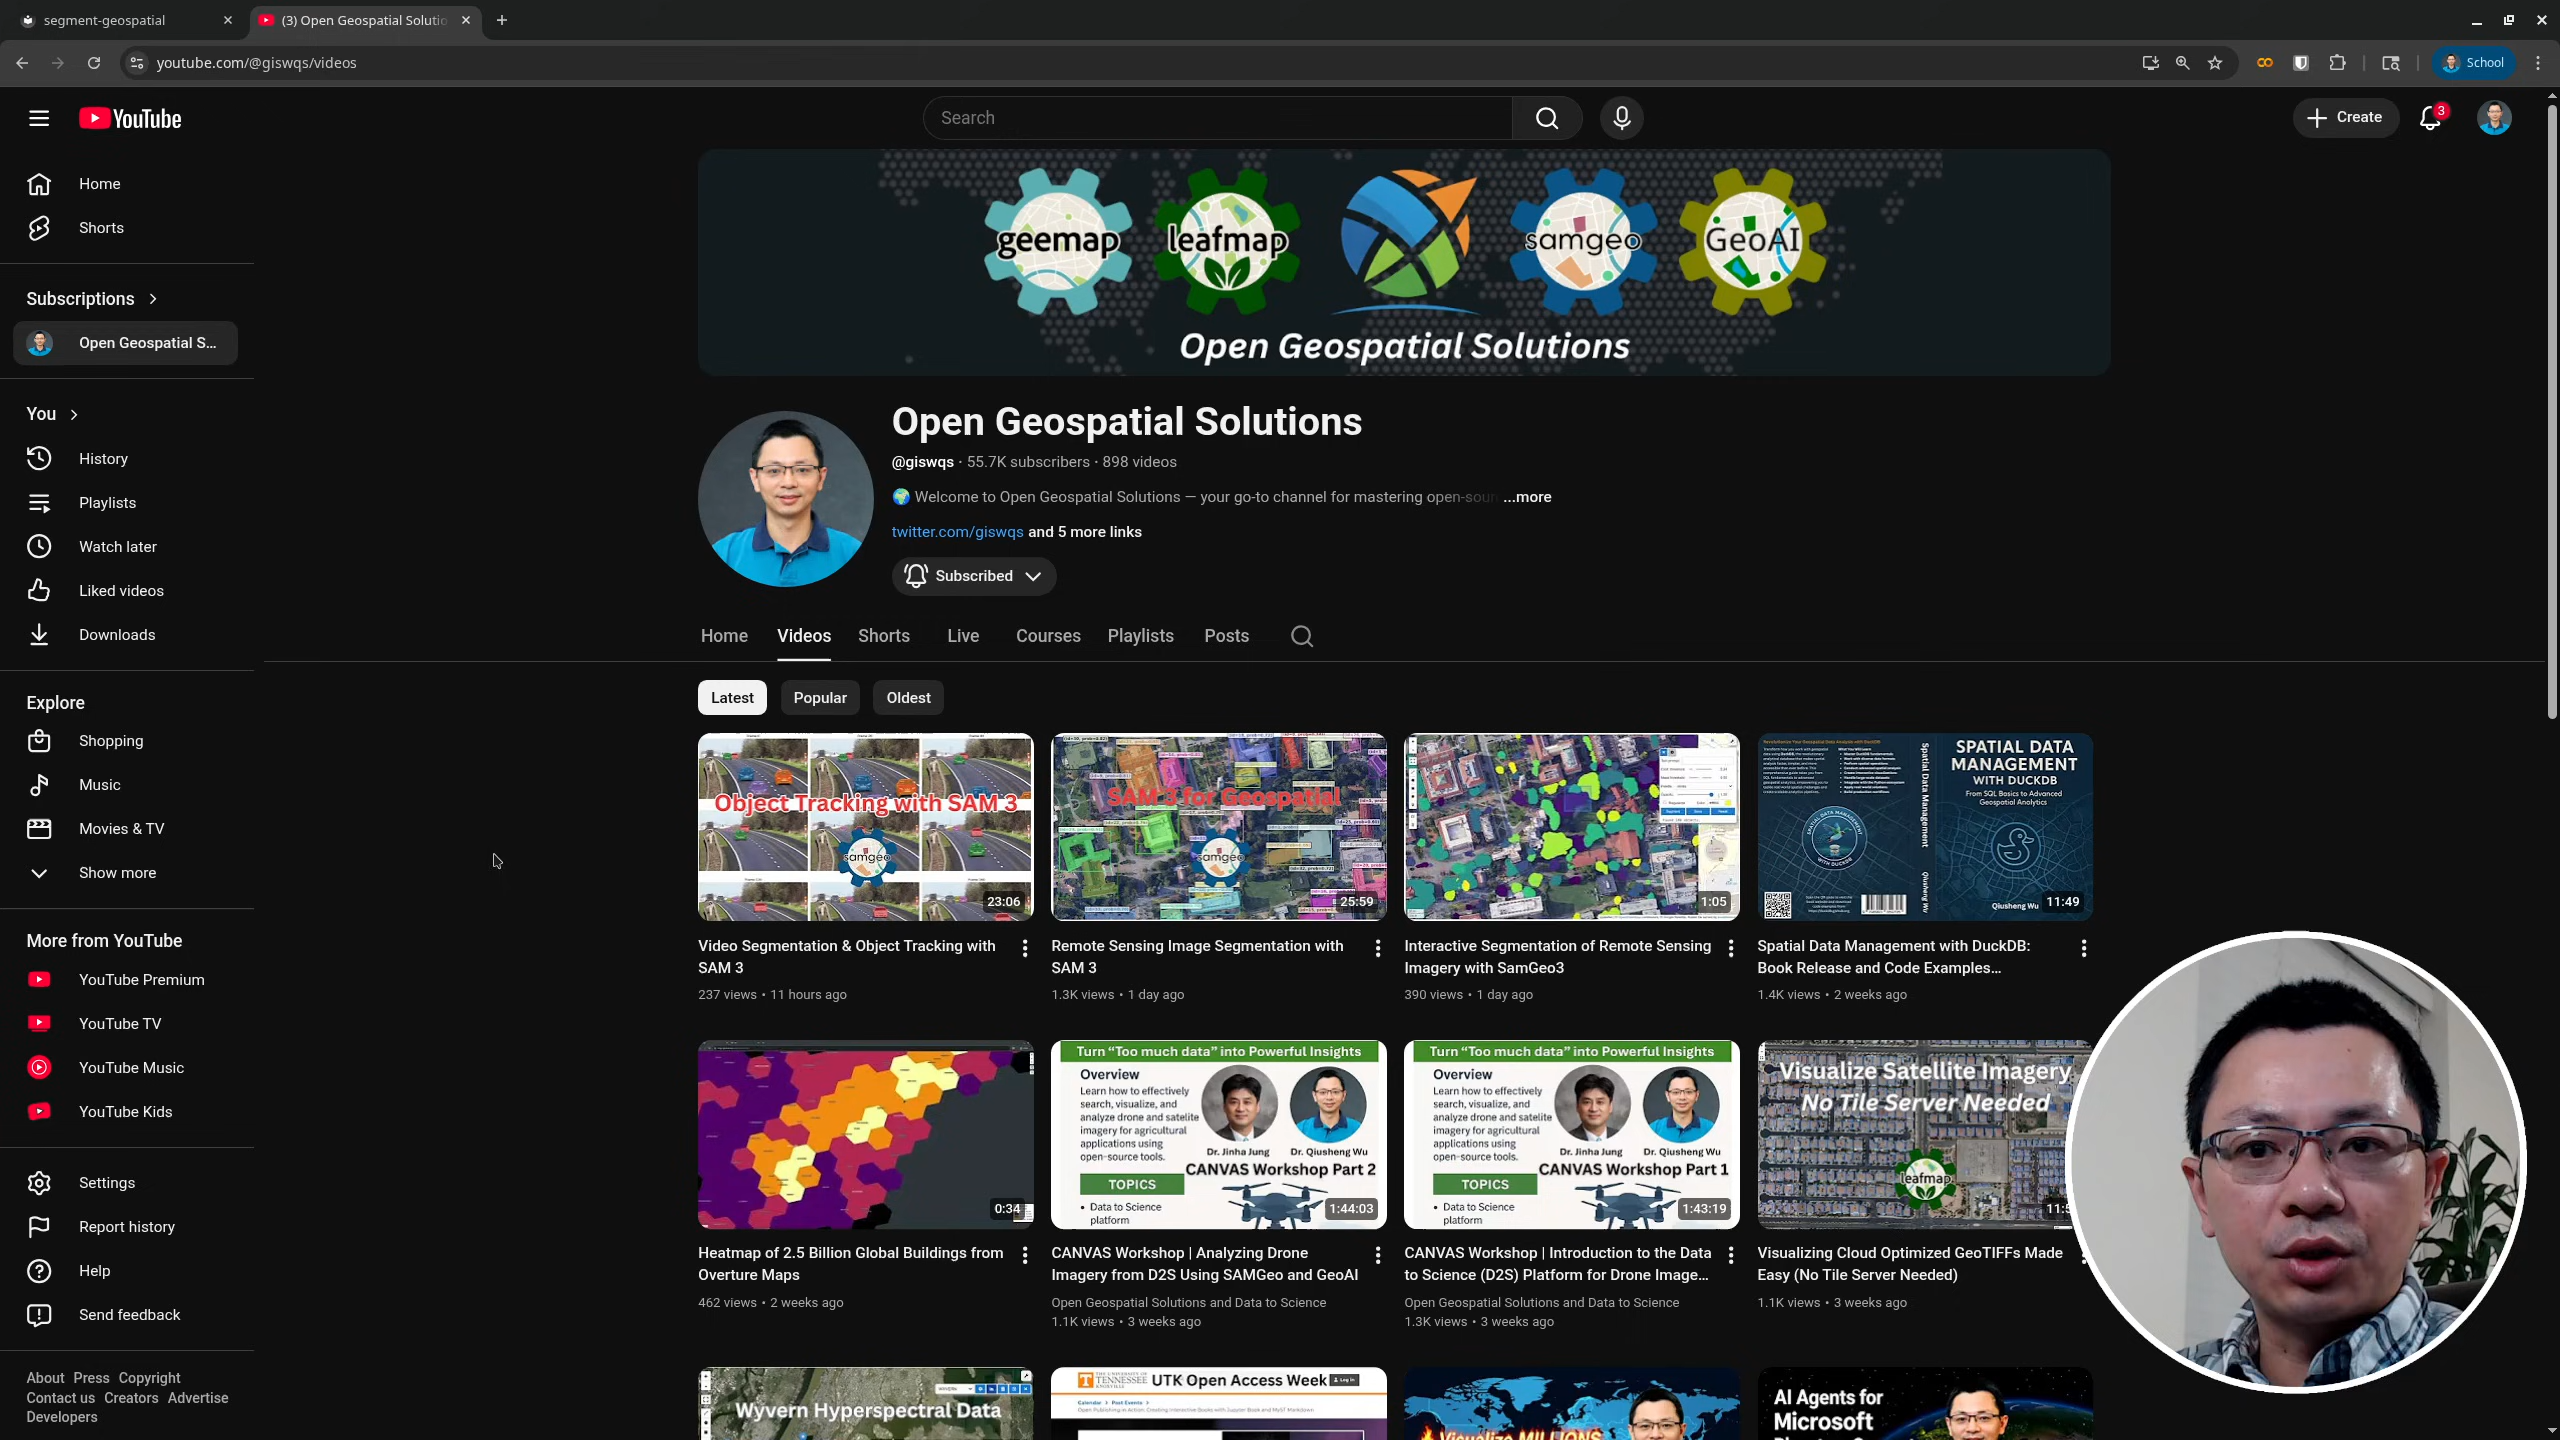 segment-geospatial
(3) Open Geospatial Solutio
youtube.com/@giswqs/videos
School
YouTube
Search
Create
3
Home
Shorts
Subscriptions
Open Geospatial S...
You
History
Playlists
Watch later
Liked videos
Downloads
Explore
Shopping
Music
Movies & TV
Show more
More from YouTube
YouTube Premium
YouTube TV
YouTube Music
YouTube Kids
Settings
Report history
Help
Send feedback
About Press Copyright
Contact us Creators Advertise
Developers
geemap
leafmap
samgeo
GeoAI
Open Geospatial Solutions
Open Geospatial Solutions
@giswqs • 55.7K subscribers • 898 videos
Welcome to Open Geospatial Solutions — your go-to channel for mastering open-sour ...more
twitter.com/giswqs and 5 more links
Subscribed
Home Videos Shorts Live Courses Playlists Posts
Latest Popular Oldest
Object Tracking with SAM 3
samgeo
23:06
Video Segmentation & Object Tracking with
SAM 3
237 views • 11 hours ago
SAM 3 for Geospatial
samgeo
25:59
Remote Sensing Image Segmentation with
SAM 3
1.3K views • 1 day ago
1:05
Interactive Segmentation of Remote Sensing
Imagery with SamGeo3
390 views • 1 day ago
Spatial Data Management
Qiusheng Wu
SPATIAL DATA
MANAGEMENT
WITH DUCKDB
From SQL Basics to Advanced
Geospatial Analytics
Qiusheng Wu
11:49
Spatial Data Management with DuckDB:
Book Release and Code Examples...
1.4K views • 2 weeks ago
0:34
Heatmap of 2.5 Billion Global Buildings from
Overture Maps
462 views • 2 weeks ago
Turn “Too much data” into Powerful Insights
Overview
Learn how to effectively
search, visualize, and
analyze drone and satelite
imagery for agricultural
applications using
open-source tools.
Dr. Jinha Jung Dr. Qiusheng Wu
CANVAS Workshop Part 2
TOPICS
• Data to Science
platform
1:44:03
CANVAS Workshop | Analyzing Drone
Imagery from D2S Using SAMGeo and GeoAI
Open Geospatial Solutions and Data to Science
1.1K views • 3 weeks ago
Turn “Too much data” into Powerful Insights
Overview
Learn how to effectively
search, visualize, and
analyze drone and satelite
imagery for agricultural
applications using
open-source tools.
Dr. Jinha Jung Dr. Qiusheng Wu
CANVAS Workshop Part 1
TOPICS
• Data to Science
platform
1:43:19
CANVAS Workshop | Introduction to the Data
to Science (D2S) Platform for Drone Image...
Open Geospatial Solutions and Data to Science
1.3K views • 3 weeks ago
Visualize Satellite Imagery
No Tile Server Needed
leafmap
Visualizing Cloud Optimized GeoTIFFs Made
Easy (No Tile Server Needed)
1.1K views • 3 weeks ago
Wyvern Hyperspectral Data
TENNESSEE
UTK Open Access Week
Log in
Visualize MILLIONS
AI Agents for
Microsoft